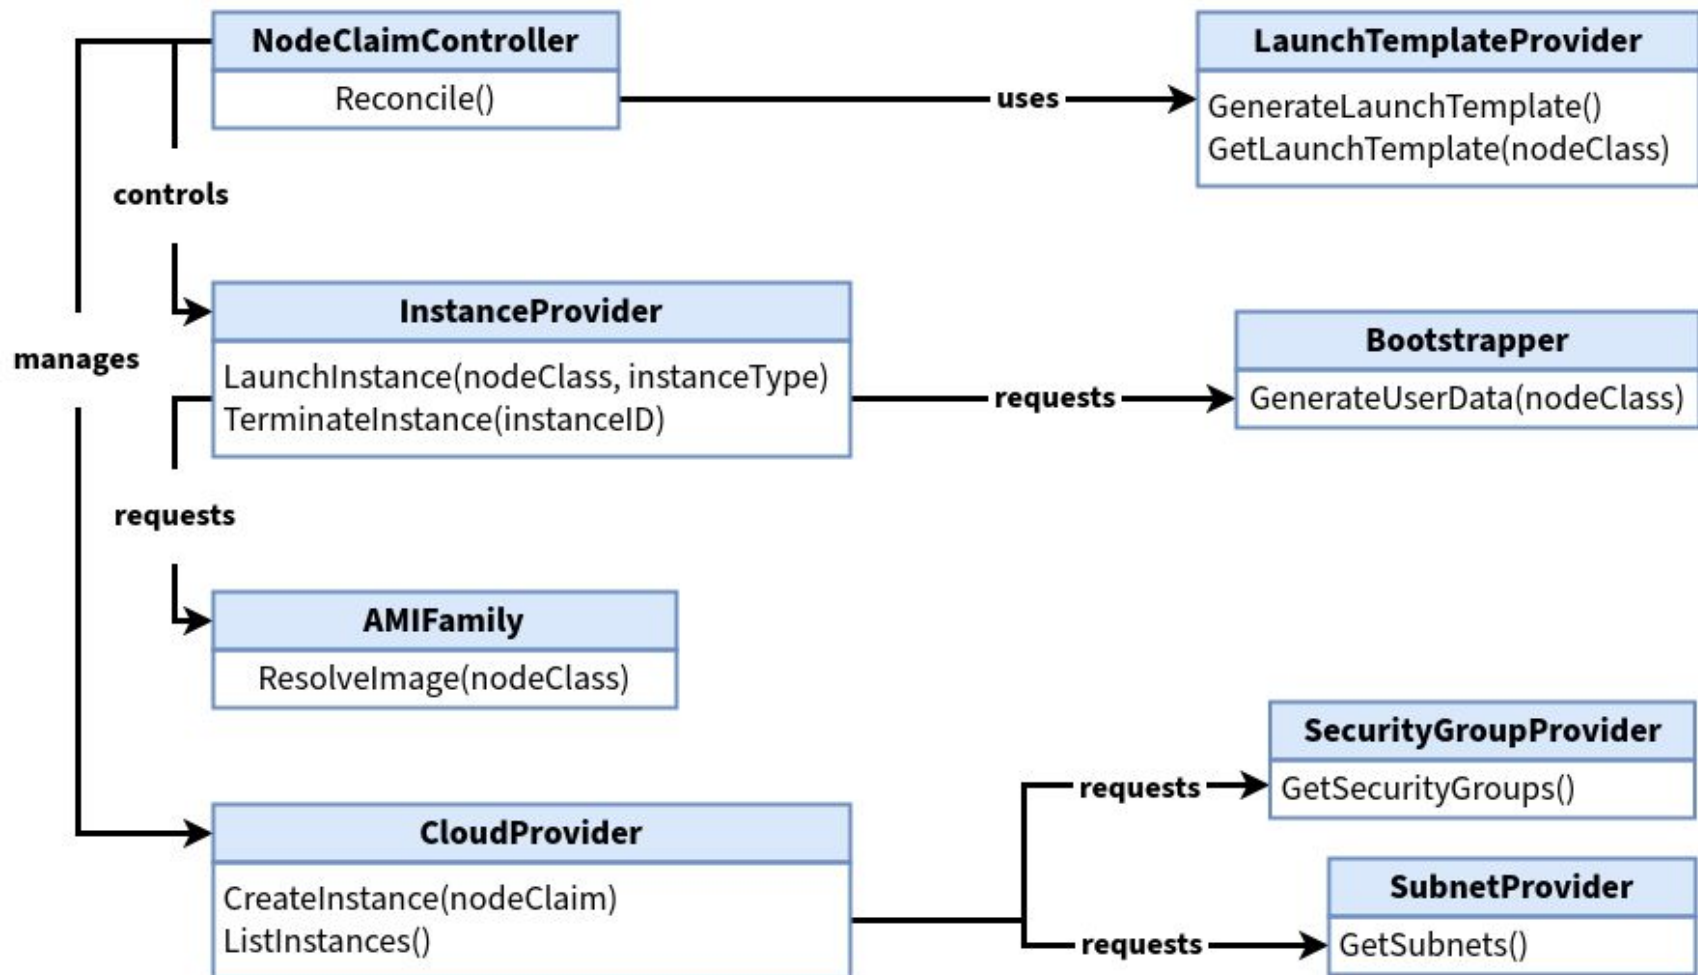 NodeClaimController
Reconcile()
uses
LaunchTemplateProvider
GenerateLaunchTemplate()
GetLaunchTemplate(nodeClass)
controls
manages
InstanceProvider
LaunchInstance(nodeClass, instanceType)
TerminateInstance(instanceID)
requests
Bootstrapper
GenerateUserData(nodeClass)
requests
AMIFamily
ResolveImage(nodeClass)
CloudProvider
CreateInstance(nodeClaim)
ListInstances()
requests
SecurityGroupProvider
GetSecurityGroups()
requests
SubnetProvider
GetSubnets()